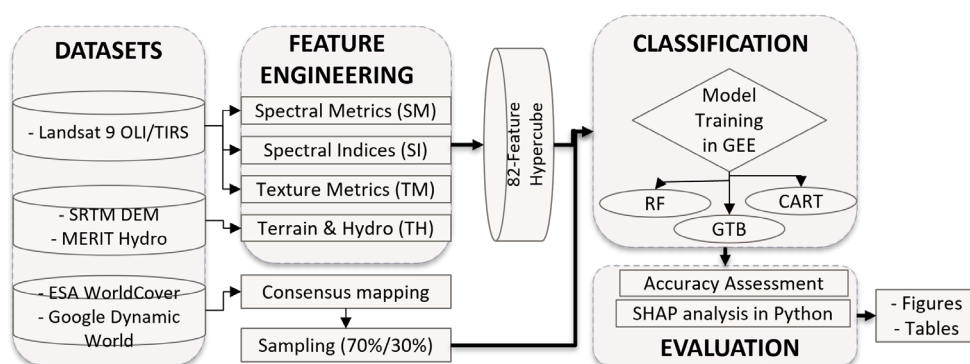 DATASETS
- Landsat 9 OLI/TIRS
- SRTM DEM
- MERIT Hydro
- ESA WorldCover
- Google Dynamic
World
FEATURE
ENGINEERING
Spectral Metrics (SM)
Spectral Indices (SI)
Texture Metrics (TM)
Terrain & Hydro (TH)
Consensus mapping
Sampling (70%/30%)
82-Feature
Hypercube
CLASSIFICATION
Model
Training
in GEE
RF
GTB
CART
Accuracy Assessment
SHAP analysis in Python
EVALUATION
- Figures
- Tables